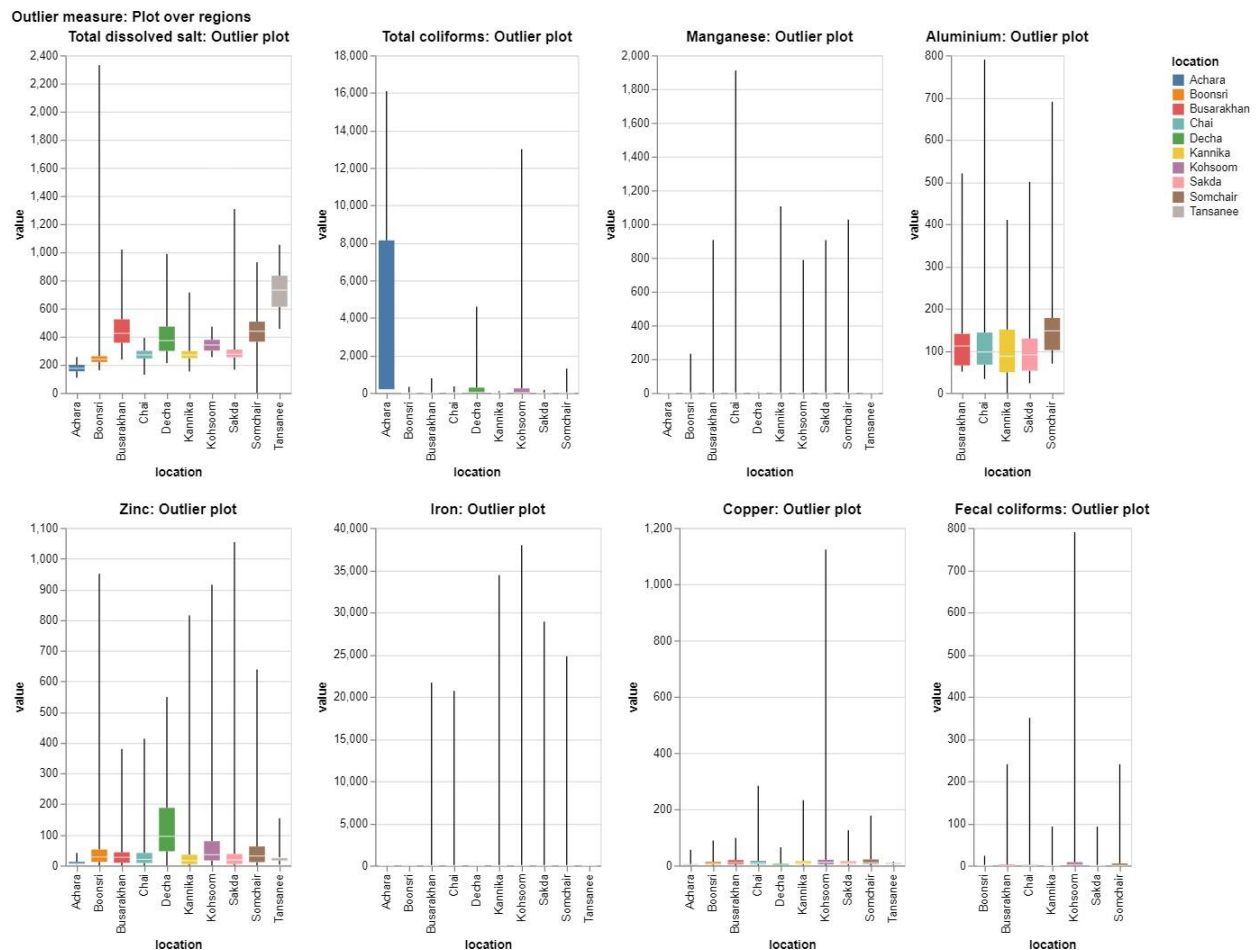 Outlier measure: Plot over regions
Total dissolved salt: Outlier plot
2,400
2,200
2,000
1,800
1,600
1,400
1,200
1,000
800
600
400
200
0
value
Achara
Boonsri
Busarakhan
Chai
Decha
Kannika
Kohsoom
Sakda
Somchair
Tansanee
location
Total coliforms: Outlier plot
18,000
16,000
14,000
12,000
10,000
8,000
6,000
4,000
2,000
0
value
Achara
Boonsri
Busarakhan
Chai
Decha
Kannika
Kohsoom
Sakda
Somchair
location
Manganese: Outlier plot
2,000
1,800
1,600
1,400
1,200
1,000
800
600
400
200
0
value
Achara
Boonsri
Busarakhan
Chai
Decha
Kannika
Kohsoom
Sakda
Somchair
Tansanee
location
Aluminium: Outlier plot
800
700
600
500
400
300
200
100
0
value
Busarakhan
Chai
Kannika
Sakda
Somchair
location
location
Achara
Boonsri
Busarakhan
Chai
Decha
Kannika
Kohsoom
Sakda
Somchair
Tansanee
Zinc: Outlier plot
1,100
1,000
900
800
700
600
500
400
300
200
100
0
value
Achara
Boonsri
Busarakhan
Chai
Decha
Kannika
Kohsoom
Sakda
Somchair
Tansanee
location
Iron: Outlier plot
40,000
35,000
30,000
25,000
20,000
15,000
10,000
5,000
0
value
Achara
Boonsri
Busarakhan
Chai
Decha
Kannika
Kohsoom
Sakda
Somchair
Tansanee
location
Copper: Outlier plot
1,200
1,000
800
600
400
200
0
value
Achara
Boonsri
Busarakhan
Chai
Decha
Kannika
Kohsoom
Sakda
Somchair
Tansanee
location
Fecal coliforms: Outlier plot
800
700
600
500
400
300
200
100
0
value
Boonsri
Busarakhan
Chai
Kannika
Kohsoom
Sakda
Somchair
location